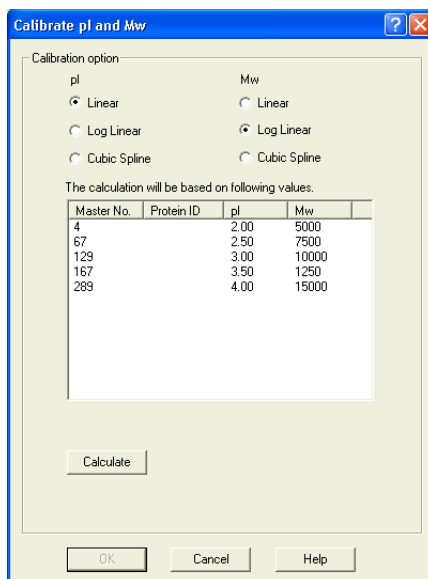 Calibrate pI and Mw
Calibration option
pI Mw
Linear Linear
Log Linear Log Linear
Cubic Spline Cubic Spline
The calculation will be based on following values.
Master No. Protein ID pI Mw
4 2.00 5000
67 2.50 7500
129 3.00 10000
167 3.50 1250
289 4.00 15000
Calculate
OK Cancel Help